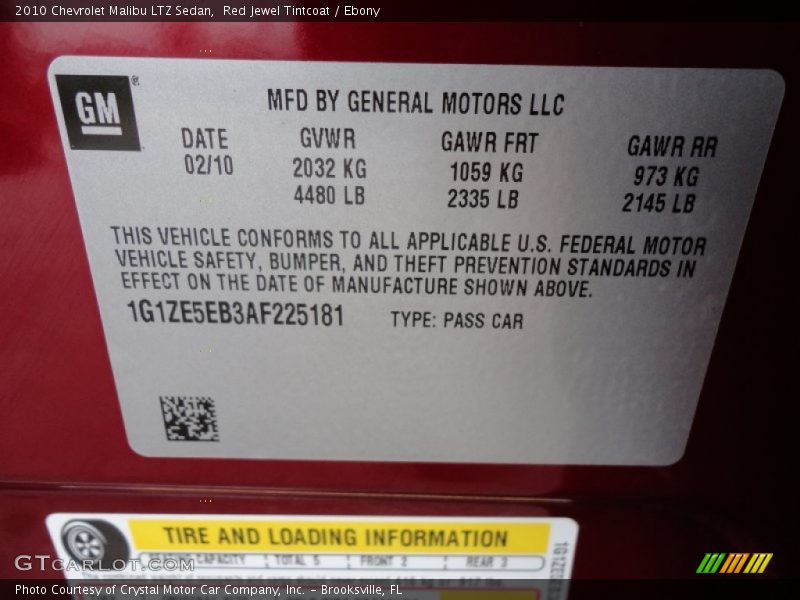 2010 Chevrolet Malibu LTZ Sedan,  Red Jewel Tintcoat / Ebony
GM ®
MFD BY GENERAL MOTORS LLC
DATE GVWR GAWR FRT GAWR RR
02/10 2032 KG 1059 KG 973 KG
4480 LB 2335 LB 2145 LB
THIS VEHICLE CONFORMS TO ALL APPLICABLE U.S. FEDERAL MOTOR
VEHICLE SAFETY, BUMPER, AND THEFT PREVENTION STANDARDS IN
EFFECT ON THE DATE OF MANUFACTURE SHOWN ABOVE.
1G1ZE5EB3AF225181 TYPE: PASS CAR
TIRE AND LOADING INFORMATION
SEATING CAPACITY TOTAL 5 FRONT 2 REAR 3
GTCarLot.com
Photo Courtesy of Crystal Motor Car Company, Inc. – Brooksville, FL